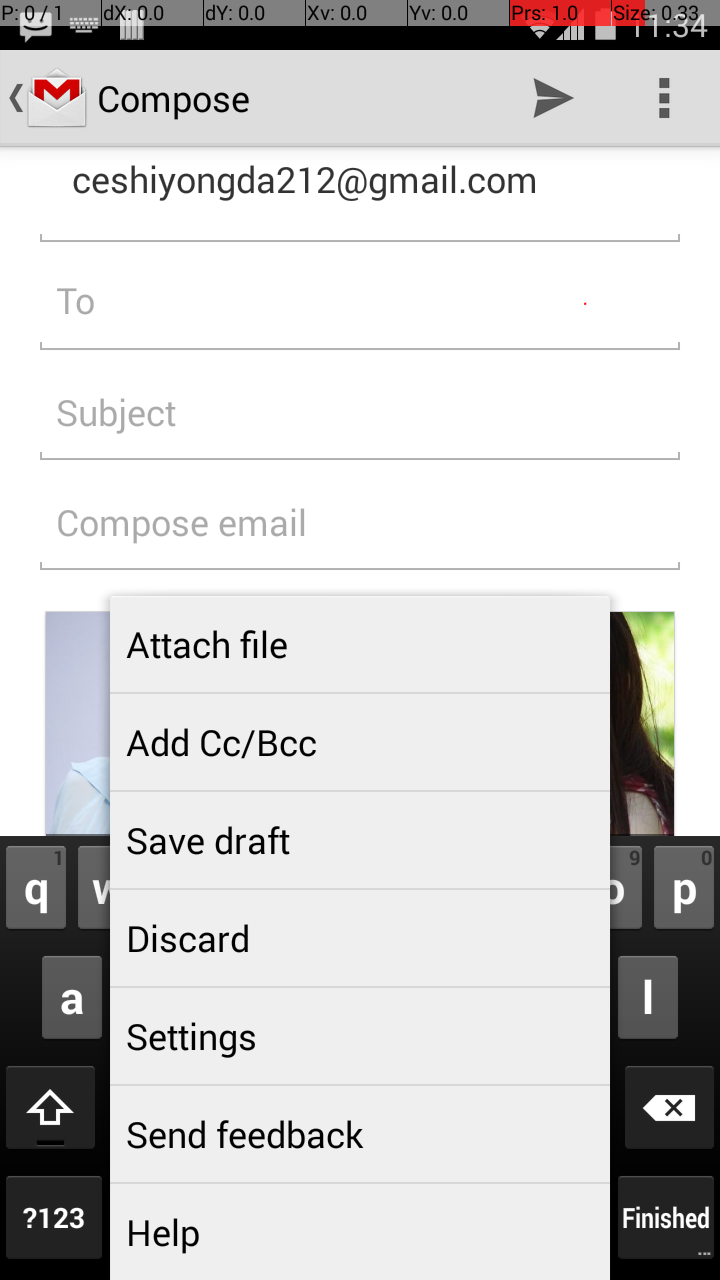 P: 0 / 1 dX: 0.0 dY: 0.0 Xv: 0.0 Yv: 0.0 Prs: 1.0 Size: 0.33
11:34
Compose
ceshiyongda212@gmail.com
To
Subject
Compose email
Attach file
Add Cc/Bcc
Save draft
Discard
Settings
Send feedback
Help
1 9 0
q w o p
a l
?123 Finished
...